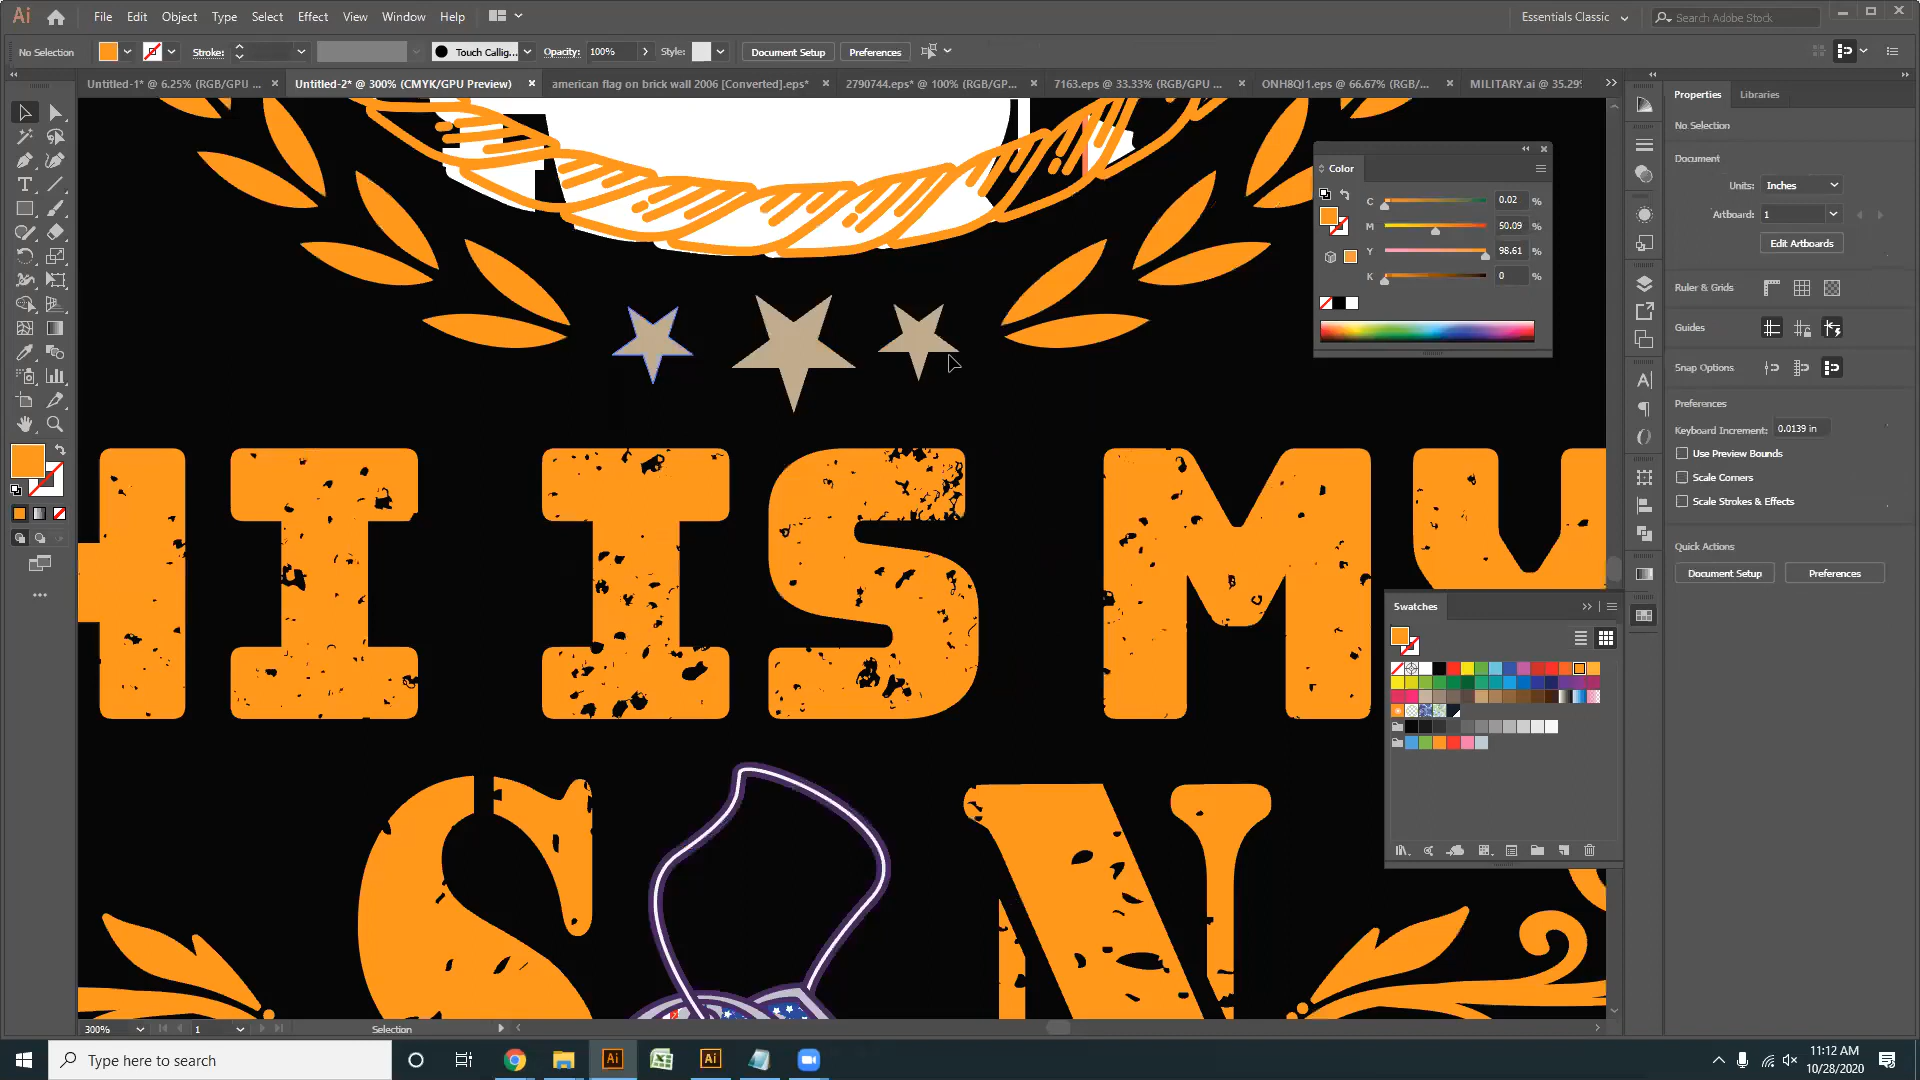 Ai File Edit Object Type Select Effect View Window Help Essentials Classic Search Adobe Stock
No Selection Stroke: Touch Callig... Opacity: 100% Style: Document Setup Preferences
Untitled-1* @ 6.25% (RGB/GPU ... × Untitled-2* @ 300% (CMYK/GPU Preview) × american flag on brick wall 2006 [Converted].eps* × 2790744.eps* @ 100% (RGB/GP... × 7163.eps @ 33.33% (RGB/GPU ... × ONH8QI1.eps @ 66.67% (RGB/... × MILITARY.ai @ 35.29%
Properties Libraries
No Selection
Document
Units: Inches
Artboard: 1
Edit Artboards
Ruler & Grids
Guides
Snap Options
Preferences
Keyboard Increment: 0.0139 in
Use Preview Bounds
Scale Corners
Scale Strokes & Effects
Quick Actions
Document Setup Preferences
Color
C 0.02 %
M 50.09 %
Y 98.61 %
K 0 %
HI IS MY
Swatches
S N
300% 1 Selection
Type here to search
11:12 AM
10/28/2020